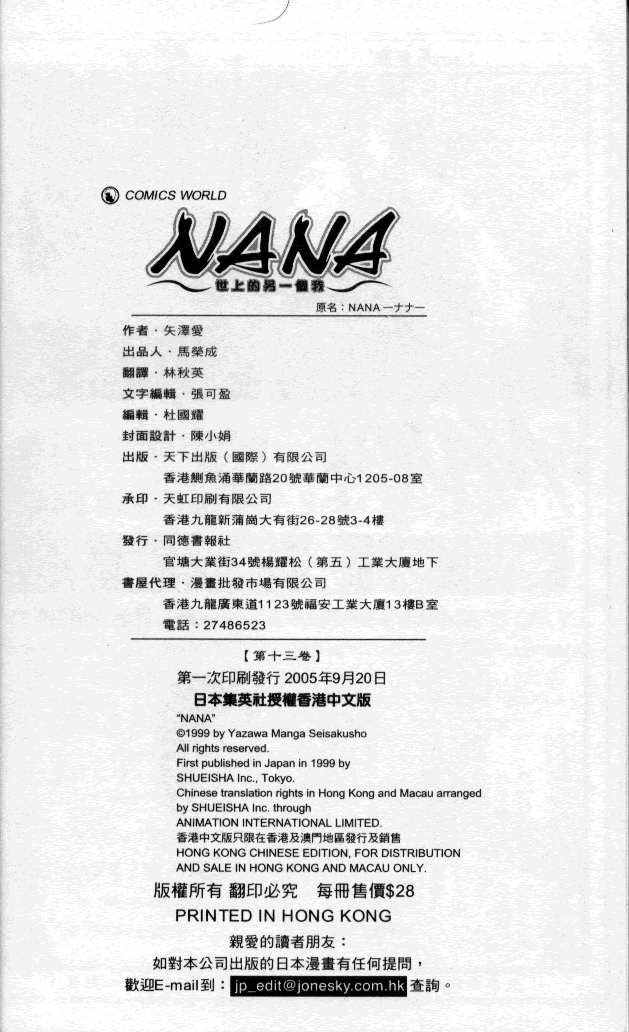 COMICS WORLD
NANA
世上的另一個我
原名：NANA ーナナー
作者．矢澤愛
出品人．馬榮成
翻譯．林秋英
文字編輯．張可盈
編輯．杜國耀
封面設計．陳小娟
出版．天下出版（國際）有限公司
香港鰂魚涌華蘭路20號華蘭中心1205-08室
承印．天虹印刷有限公司
香港九龍新蒲崗大有街26-28號3-4樓
發行．同德書報社
官塘大業街34號楊耀松（第五）工業大廈地下
書屋代理．漫畫批發市場有限公司
香港九龍廣東道1123號福安工業大廈13樓B室
電話：27486523
【第十三卷】
第一次印刷發行 2005年9月20日
日本集英社授權香港中文版
"NANA"
©1999 by Yazawa Manga Seisakusho
All rights reserved.
First published in Japan in 1999 by
SHUEISHA Inc., Tokyo.
Chinese translation rights in Hong Kong and Macau arranged
by SHUEISHA Inc. through
ANIMATION INTERNATIONAL LIMITED.
香港中文版只限在香港及澳門地區發行及銷售
HONG KONG CHINESE EDITION, FOR DISTRIBUTION
AND SALE IN HONG KONG AND MACAU ONLY.
版權所有 翻印必究 每冊售價$28
PRINTED IN HONG KONG
親愛的讀者朋友：
如對本公司出版的日本漫畫有任何提問，
歡迎E-mail到：jp_edit@jonesky.com.hk 查詢。